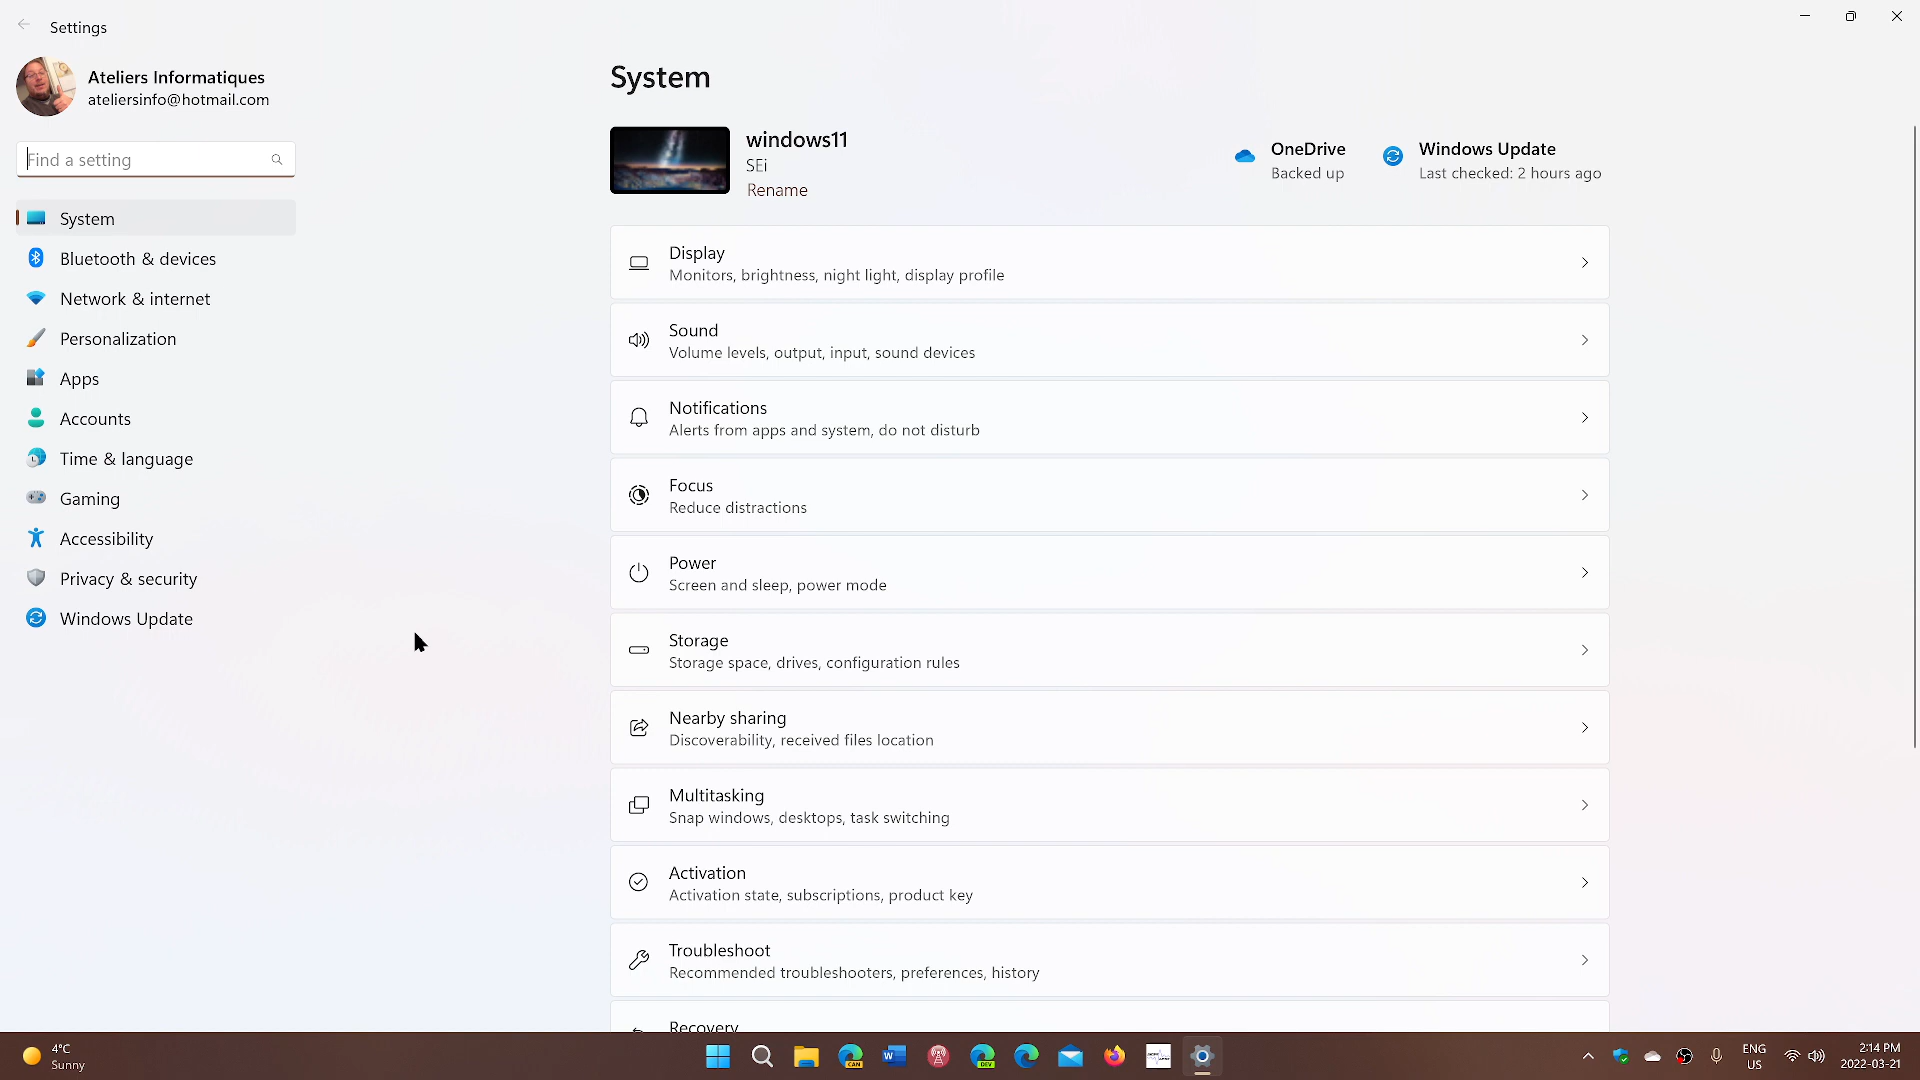 Settings
Ateliers Informatiques
ateliersinfo@hotmail.com
Find a setting
System
Bluetooth & devices
Network & internet
Personalization
Apps
Accounts
Time & language
Gaming
Accessibility
Privacy & security
Windows Update
System
windows11
SEi
Rename
OneDrive
Backed up
Windows Update
Last checked: 2 hours ago
Display
Monitors, brightness, night light, display profile
Sound
Volume levels, output, input, sound devices
Notifications
Alerts from apps and system, do not disturb
Focus
Reduce distractions
Power
Screen and sleep, power mode
Storage
Storage space, drives, configuration rules
Nearby sharing
Discoverability, received files location
Multitasking
Snap windows, desktops, task switching
Activation
Activation state, subscriptions, product key
Troubleshoot
Recommended troubleshooters, preferences, history
Recovery
4°C
Sunny
CAN
W
DEV
ENG
US
2:14 PM
2022-03-21